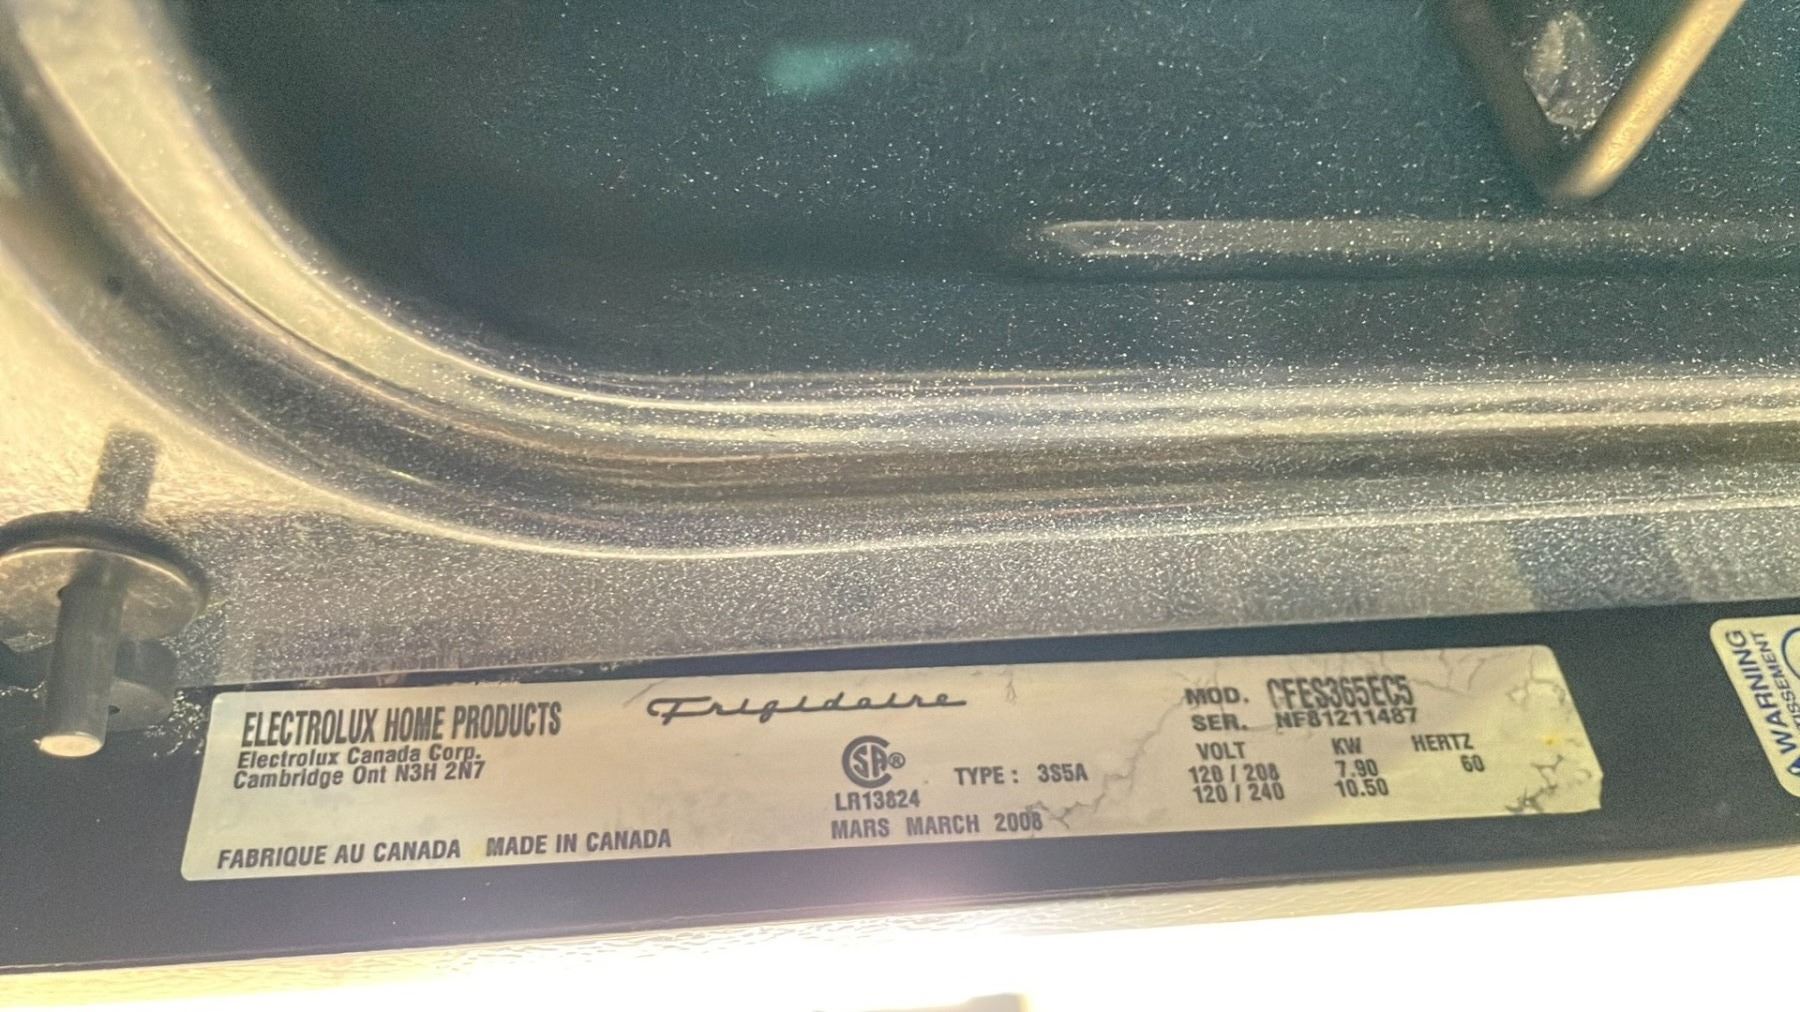 ELECTROLUX HOME PRODUCTS
Electrolux Canada Corp.
Cambridge Ont N3H 2N7
FABRIQUE AU CANADA MADE IN CANADA
Frigidaire
SA®
LR13824
TYPE : 3S5A
MARS MARCH 2008
MOD. CFES365EC5
SER. NF81211487
VOLT KW HERTZ
120 / 208 7.90 60
120 / 240 10.50
WARNING